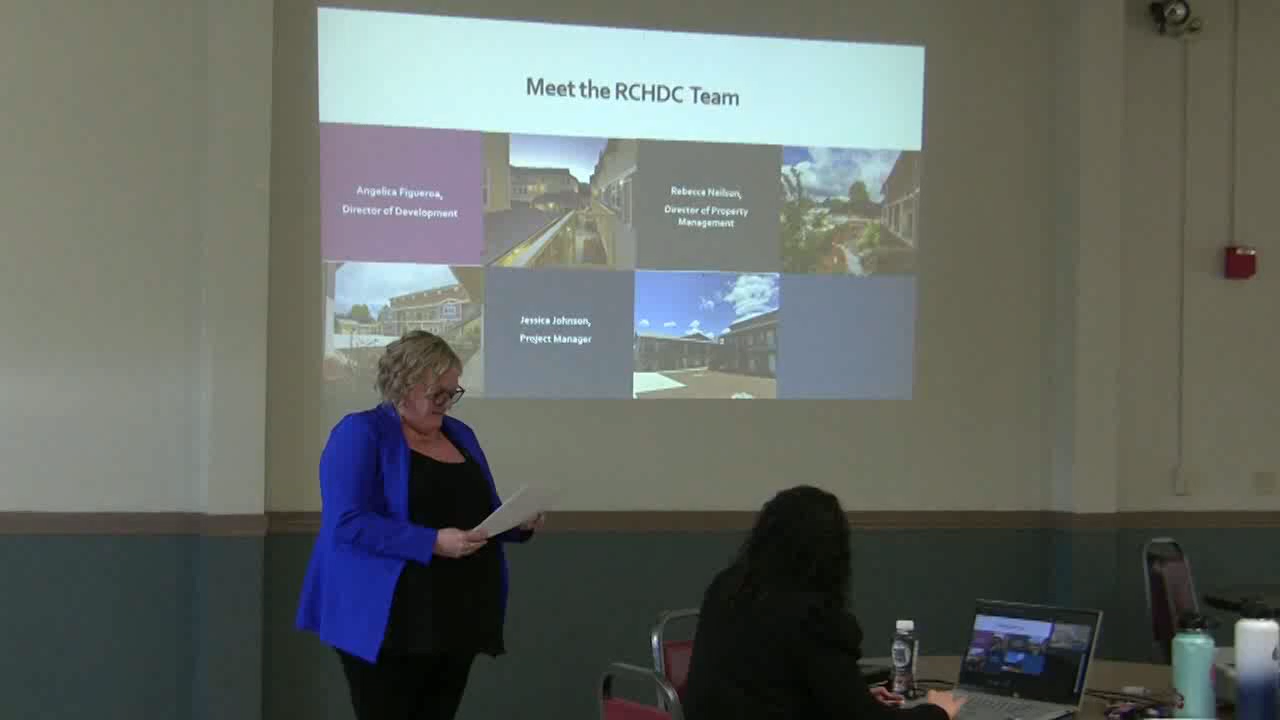 Meet the RCHDC Team
Angelica Figueroa,
Director of Development
Rebecca Neilson,
Director of Property
Management
Jessica Johnson,
Project Manager